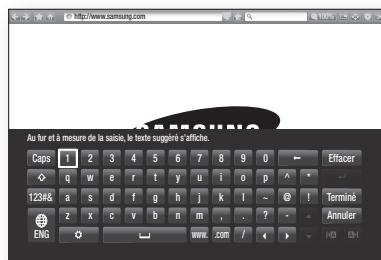 http://www.samsung.com 100%
SAMSUNG
Au fur et à mesure de la saisie, le texte suggéré s'affiche.
Caps 1 2 3 4 5 6 7 8 9 0 ← Effacer
q w e r t y u i o p ^ *
123#& a s d f g h j k l ~ @ ! Terminé
z x c v b n m , . ? - Annuler
ENG www. .com /